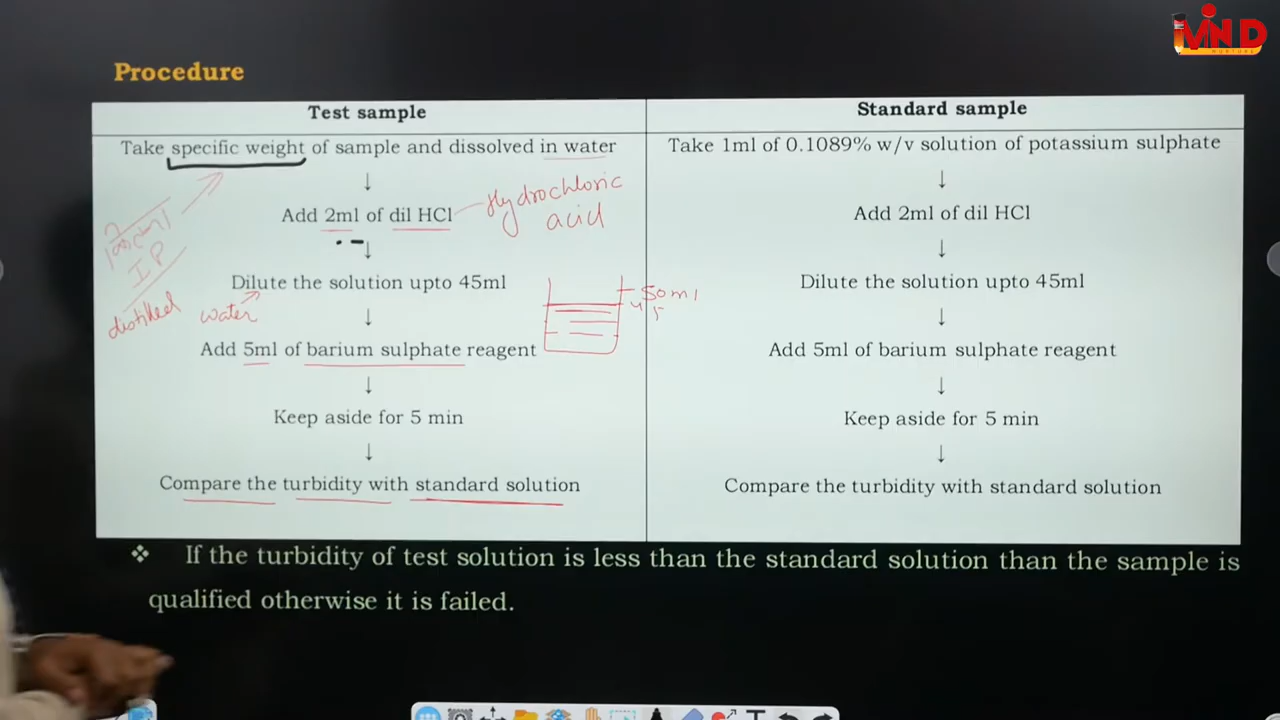 MIND
Procedure
Test sample
Standard sample
Take specific weight of sample and dissolved in water
Take 1ml of 0.1089% w/v solution of potassium sulphate
↓
↓
Add 2ml of dil HCl
Hydrochloric
acid
Add 2ml of dil HCl
↓
↓
I P
Dilute the solution upto 45ml
Dilute the solution upto 45ml
50ml
45
distilled water
↓
↓
Add 5ml of barium sulphate reagent
Add 5ml of barium sulphate reagent
↓
↓
Keep aside for 5 min
Keep aside for 5 min
↓
↓
Compare the turbidity with standard solution
Compare the turbidity with standard solution
❖ If the turbidity of test solution is less than the standard solution than the sample is
qualified otherwise it is failed.